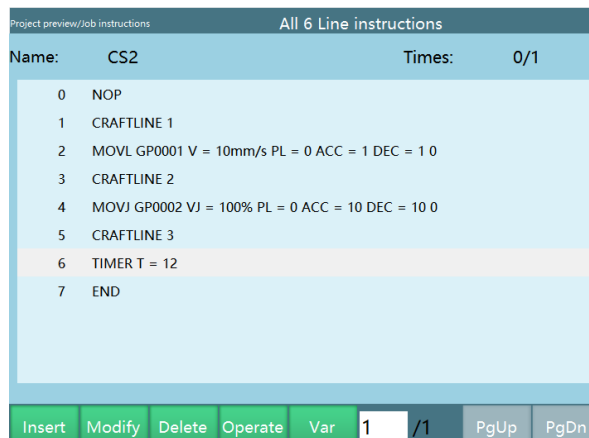 Project preview/Job instructions All 6 Line instructions
Name: CS2 Times: 0/1
0 NOP
1 CRAFTLINE 1
2 MOVL GP0001 V = 10mm/s PL = 0 ACC = 1 DEC = 1 0
3 CRAFTLINE 2
4 MOVJ GP0002 VJ = 100% PL = 0 ACC = 10 DEC = 10 0
5 CRAFTLINE 3
6 TIMER T = 12
7 END
Insert Modify Delete Operate Var 1 /1 PgUp PgDn